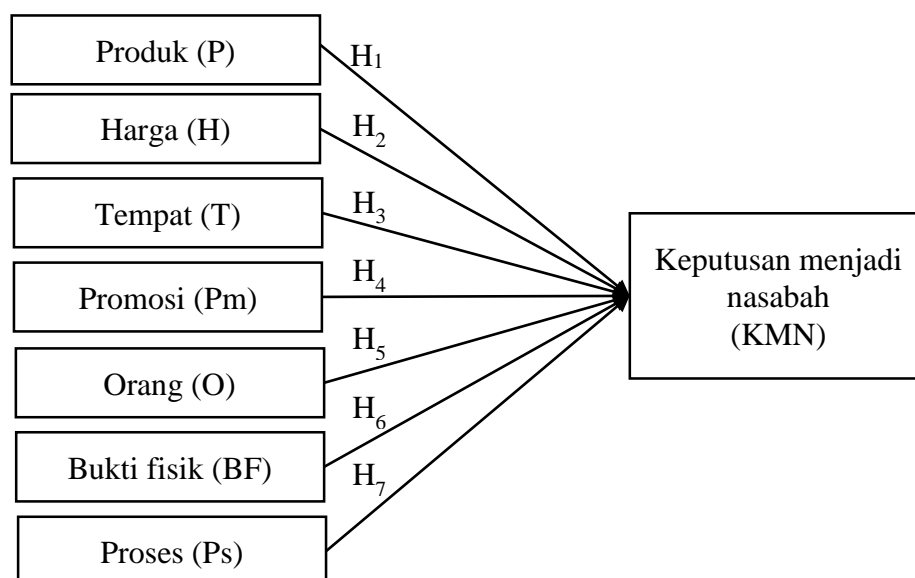 Produk (P)
H₁
Harga (H)
H₂
Tempat (T)
H₃
Promosi (Pm)
H₄
Orang (O)
H₅
Bukti fisik (BF)
H₆
Proses (Ps)
H₇
Keputusan menjadi
nasabah
(KMN)